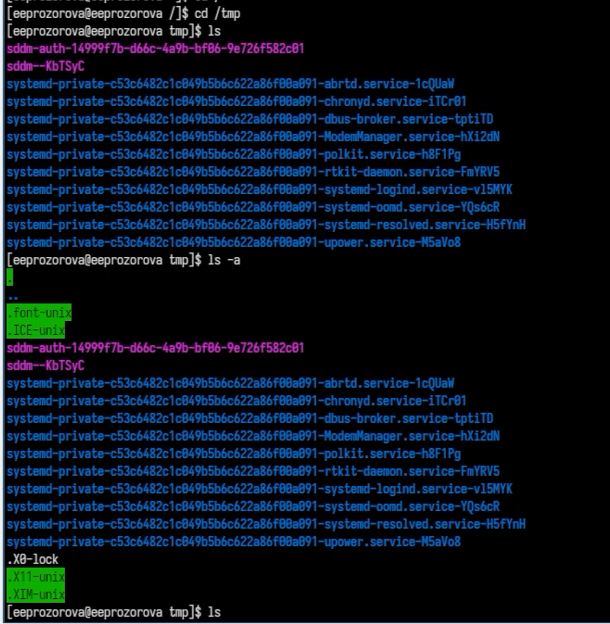 [eeprozorova@eeprozorova /]$ cd /tmp
[eeprozorova@eeprozorova tmp]$ ls
sddm-auth-14999f7b-d66c-4a9b-bf06-9e726f582c01
sddm--KbTSyC
systemd-private-c53c6482c1c049b5b6c622a86f00a091-abrtd.service-1cQUaW
systemd-private-c53c6482c1c049b5b6c622a86f00a091-chronyd.service-iTCr01
systemd-private-c53c6482c1c049b5b6c622a86f00a091-dbus-broker.service-tptiTD
systemd-private-c53c6482c1c049b5b6c622a86f00a091-ModemManager.service-hXi2dN
systemd-private-c53c6482c1c049b5b6c622a86f00a091-polkit.service-h8F1Pg
systemd-private-c53c6482c1c049b5b6c622a86f00a091-rtkit-daemon.service-FmYRV5
systemd-private-c53c6482c1c049b5b6c622a86f00a091-systemd-logind.service-vl5MYK
systemd-private-c53c6482c1c049b5b6c622a86f00a091-systemd-oomd.service-YQs6cR
systemd-private-c53c6482c1c049b5b6c622a86f00a091-systemd-resolved.service-H5fYnH
systemd-private-c53c6482c1c049b5b6c622a86f00a091-upower.service-M5aVo8
[eeprozorova@eeprozorova tmp]$ ls -a
.
..
.font-unix
.ICE-unix
sddm-auth-14999f7b-d66c-4a9b-bf06-9e726f582c01
sddm--KbTSyC
systemd-private-c53c6482c1c049b5b6c622a86f00a091-abrtd.service-1cQUaW
systemd-private-c53c6482c1c049b5b6c622a86f00a091-chronyd.service-iTCr01
systemd-private-c53c6482c1c049b5b6c622a86f00a091-dbus-broker.service-tptiTD
systemd-private-c53c6482c1c049b5b6c622a86f00a091-ModemManager.service-hXi2dN
systemd-private-c53c6482c1c049b5b6c622a86f00a091-polkit.service-h8F1Pg
systemd-private-c53c6482c1c049b5b6c622a86f00a091-rtkit-daemon.service-FmYRV5
systemd-private-c53c6482c1c049b5b6c622a86f00a091-systemd-logind.service-vl5MYK
systemd-private-c53c6482c1c049b5b6c622a86f00a091-systemd-oomd.service-YQs6cR
systemd-private-c53c6482c1c049b5b6c622a86f00a091-systemd-resolved.service-H5fYnH
systemd-private-c53c6482c1c049b5b6c622a86f00a091-upower.service-M5aVo8
.X0-lock
.X11-unix
.XIM-unix
[eeprozorova@eeprozorova tmp]$ ls